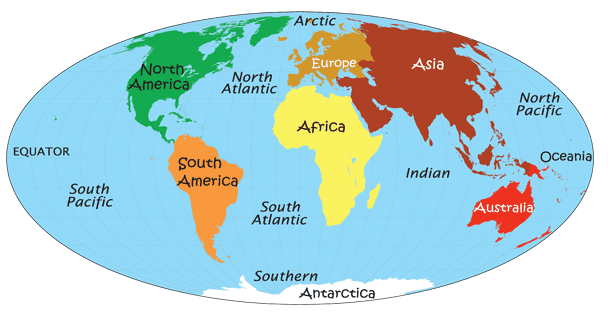 Arctic
North
America
Europe
Asia
North
Atlantic
North
Pacific
Africa
EQUATOR
Oceania
South
America
Indian
South
Pacific
South
Atlantic
Australia
Southern
Antarctica